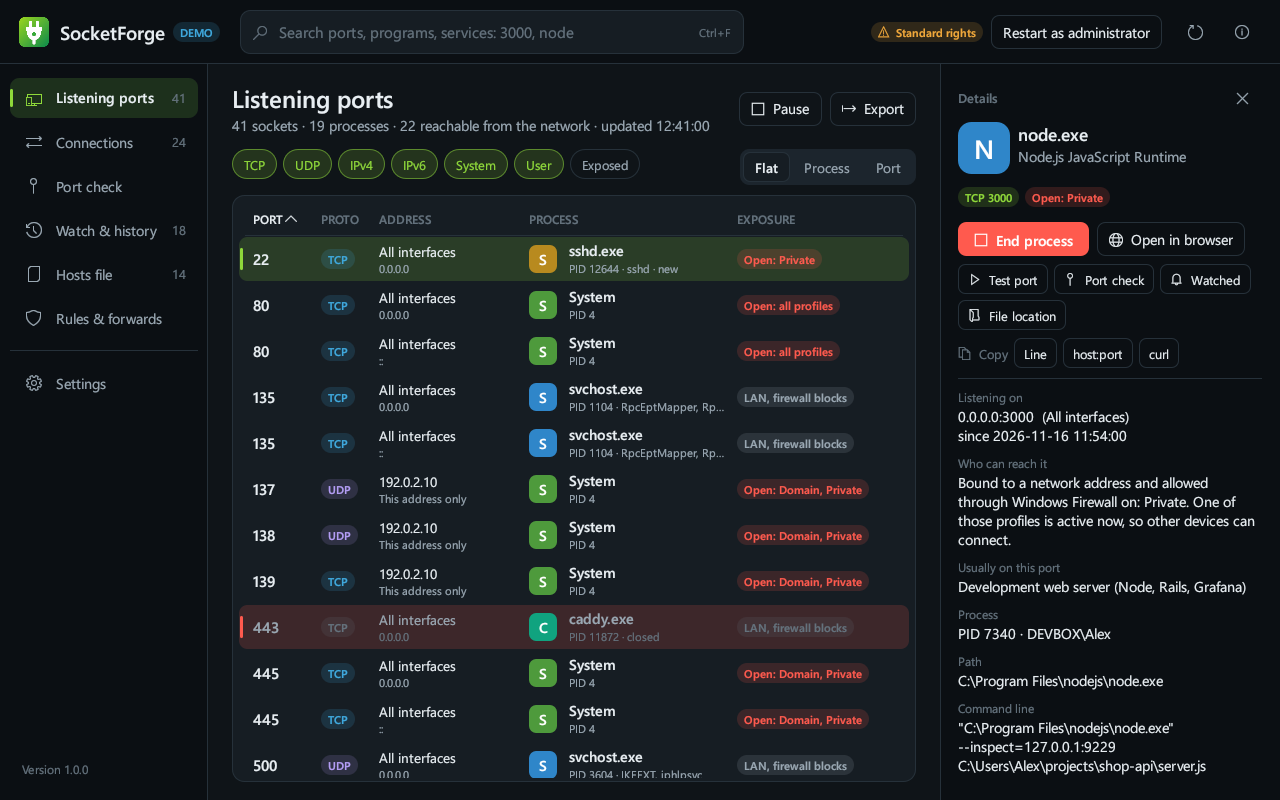 SocketForge DEMO
Search ports, programs, services: 3000, node Ctrl+F
Standard rights
Restart as administrator
Listening ports 41
Connections 24
Port check
Watch & history 18
Hosts file 14
Rules & forwards
Settings
Version 1.0.0
Listening ports
41 sockets · 19 processes · 22 reachable from the network · updated 12:41:00
Pause
Export
TCP UDP IPv4 IPv6 System User Exposed
Flat Process Port
PORT PROTO ADDRESS PROCESS EXPOSURE
22 TCP All interfaces sshd.exe Open: Private
0.0.0.0 PID 12644 · sshd · new
80 TCP All interfaces System Open: all profiles
0.0.0.0 PID 4
80 TCP All interfaces System Open: all profiles
:: PID 4
135 TCP All interfaces svchost.exe LAN, firewall blocks
0.0.0.0 PID 1104 · RpcEptMapper, Rp...
135 TCP All interfaces svchost.exe LAN, firewall blocks
:: PID 1104 · RpcEptMapper, Rp...
137 UDP 192.0.2.10 System Open: Domain, Private
This address only PID 4
138 UDP 192.0.2.10 System Open: Domain, Private
This address only PID 4
139 TCP 192.0.2.10 System Open: Domain, Private
This address only PID 4
443 TCP All interfaces caddy.exe LAN, firewall blocks
0.0.0.0 PID 11872 · closed
445 TCP All interfaces System Open: Domain, Private
0.0.0.0 PID 4
445 TCP All interfaces System Open: Domain, Private
:: PID 4
500 UDP All interfaces svchost.exe LAN, firewall blocks
0.0.0.0 PID 3604 · IKEEXT, iphlpsvc
Details
N
node.exe
Node.js JavaScript Runtime
TCP 3000 Open: Private
End process Open in browser
Test port Port check Watched
File location
Copy Line host:port curl
Listening on
0.0.0.0:3000 (All interfaces)
since 2026-11-16 11:54:00
Who can reach it
Bound to a network address and allowed
through Windows Firewall on: Private. One of
those profiles is active now, so other devices can
connect.
Usually on this port
Development web server (Node, Rails, Grafana)
Process
PID 7340 · DEVBOX\Alex
Path
C:\Program Files\nodejs\node.exe
Command line
"C:\Program Files\nodejs\node.exe"
--inspect=127.0.0.1:9229
C:\Users\Alex\projects\shop-api\server.js